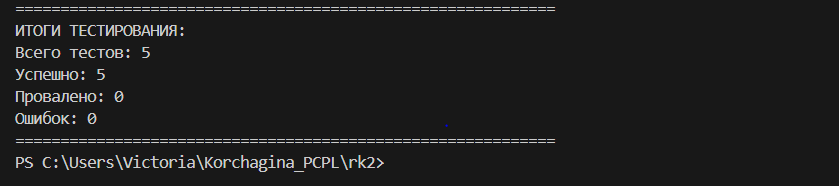 ============================================================
ИТОГИ ТЕСТИРОВАНИЯ:
Всего тестов: 5
Успешно: 5
Провалено: 0
Ошибок: 0
============================================================
PS C:\Users\Victoria\Korchagina_PCPL\rk2>